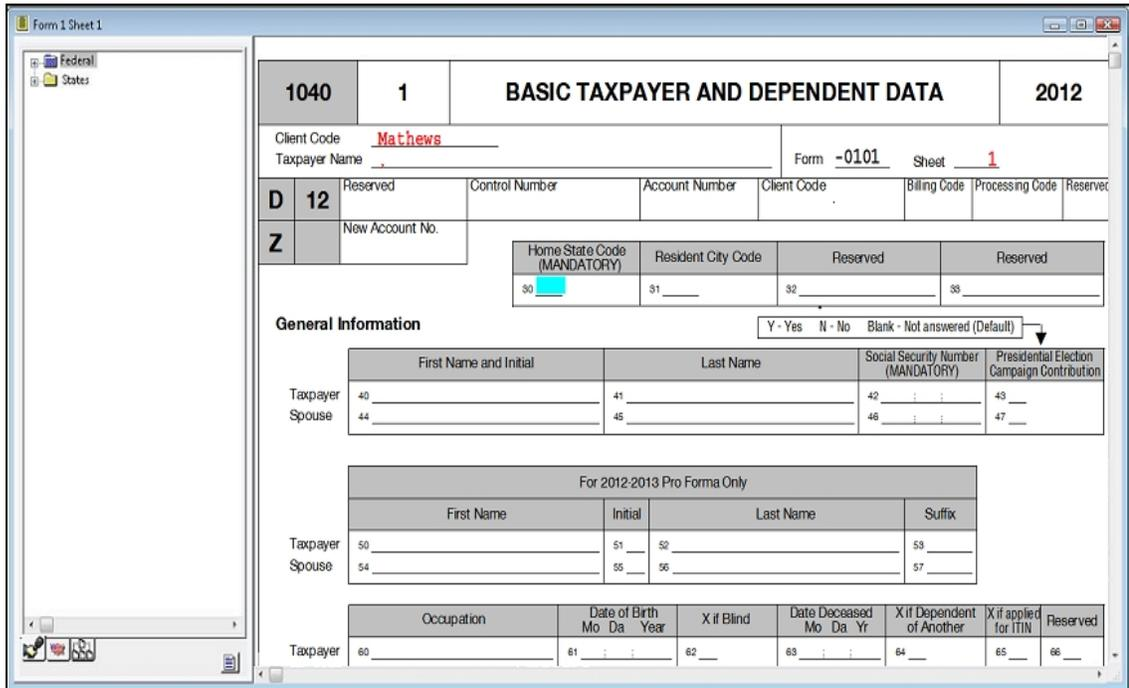 Form 1 Sheet 1
Federal
States
1040 1 BASIC TAXPAYER AND DEPENDENT DATA 2012
Client Code Mathews
Taxpayer Name , Form -0101 Sheet 1
D 12 Reserved Control Number Account Number Client Code Billing Code Processing Code Reserved
Z New Account No.
Home State Code (MANDATORY) Resident City Code Reserved Reserved
30 31 32 33
General Information Y - Yes N - No Blank - Not answered (Default)
First Name and Initial Last Name Social Security Number (MANDATORY) Presidential Election Campaign Contribution
Taxpayer 40 41 42 : : 43
Spouse 44 45 46 : : 47
For 2012-2013 Pro Forma Only
First Name Initial Last Name Suffix
Taxpayer 50 51 52 53
Spouse 54 55 56 57
Occupation Date of Birth Mo Da Year X if Blind Date Deceased Mo Da Yr X if Dependent of Another X if applied for ITIN Reserved
Taxpayer 60 61 : : 62 63 : : 64 65 66